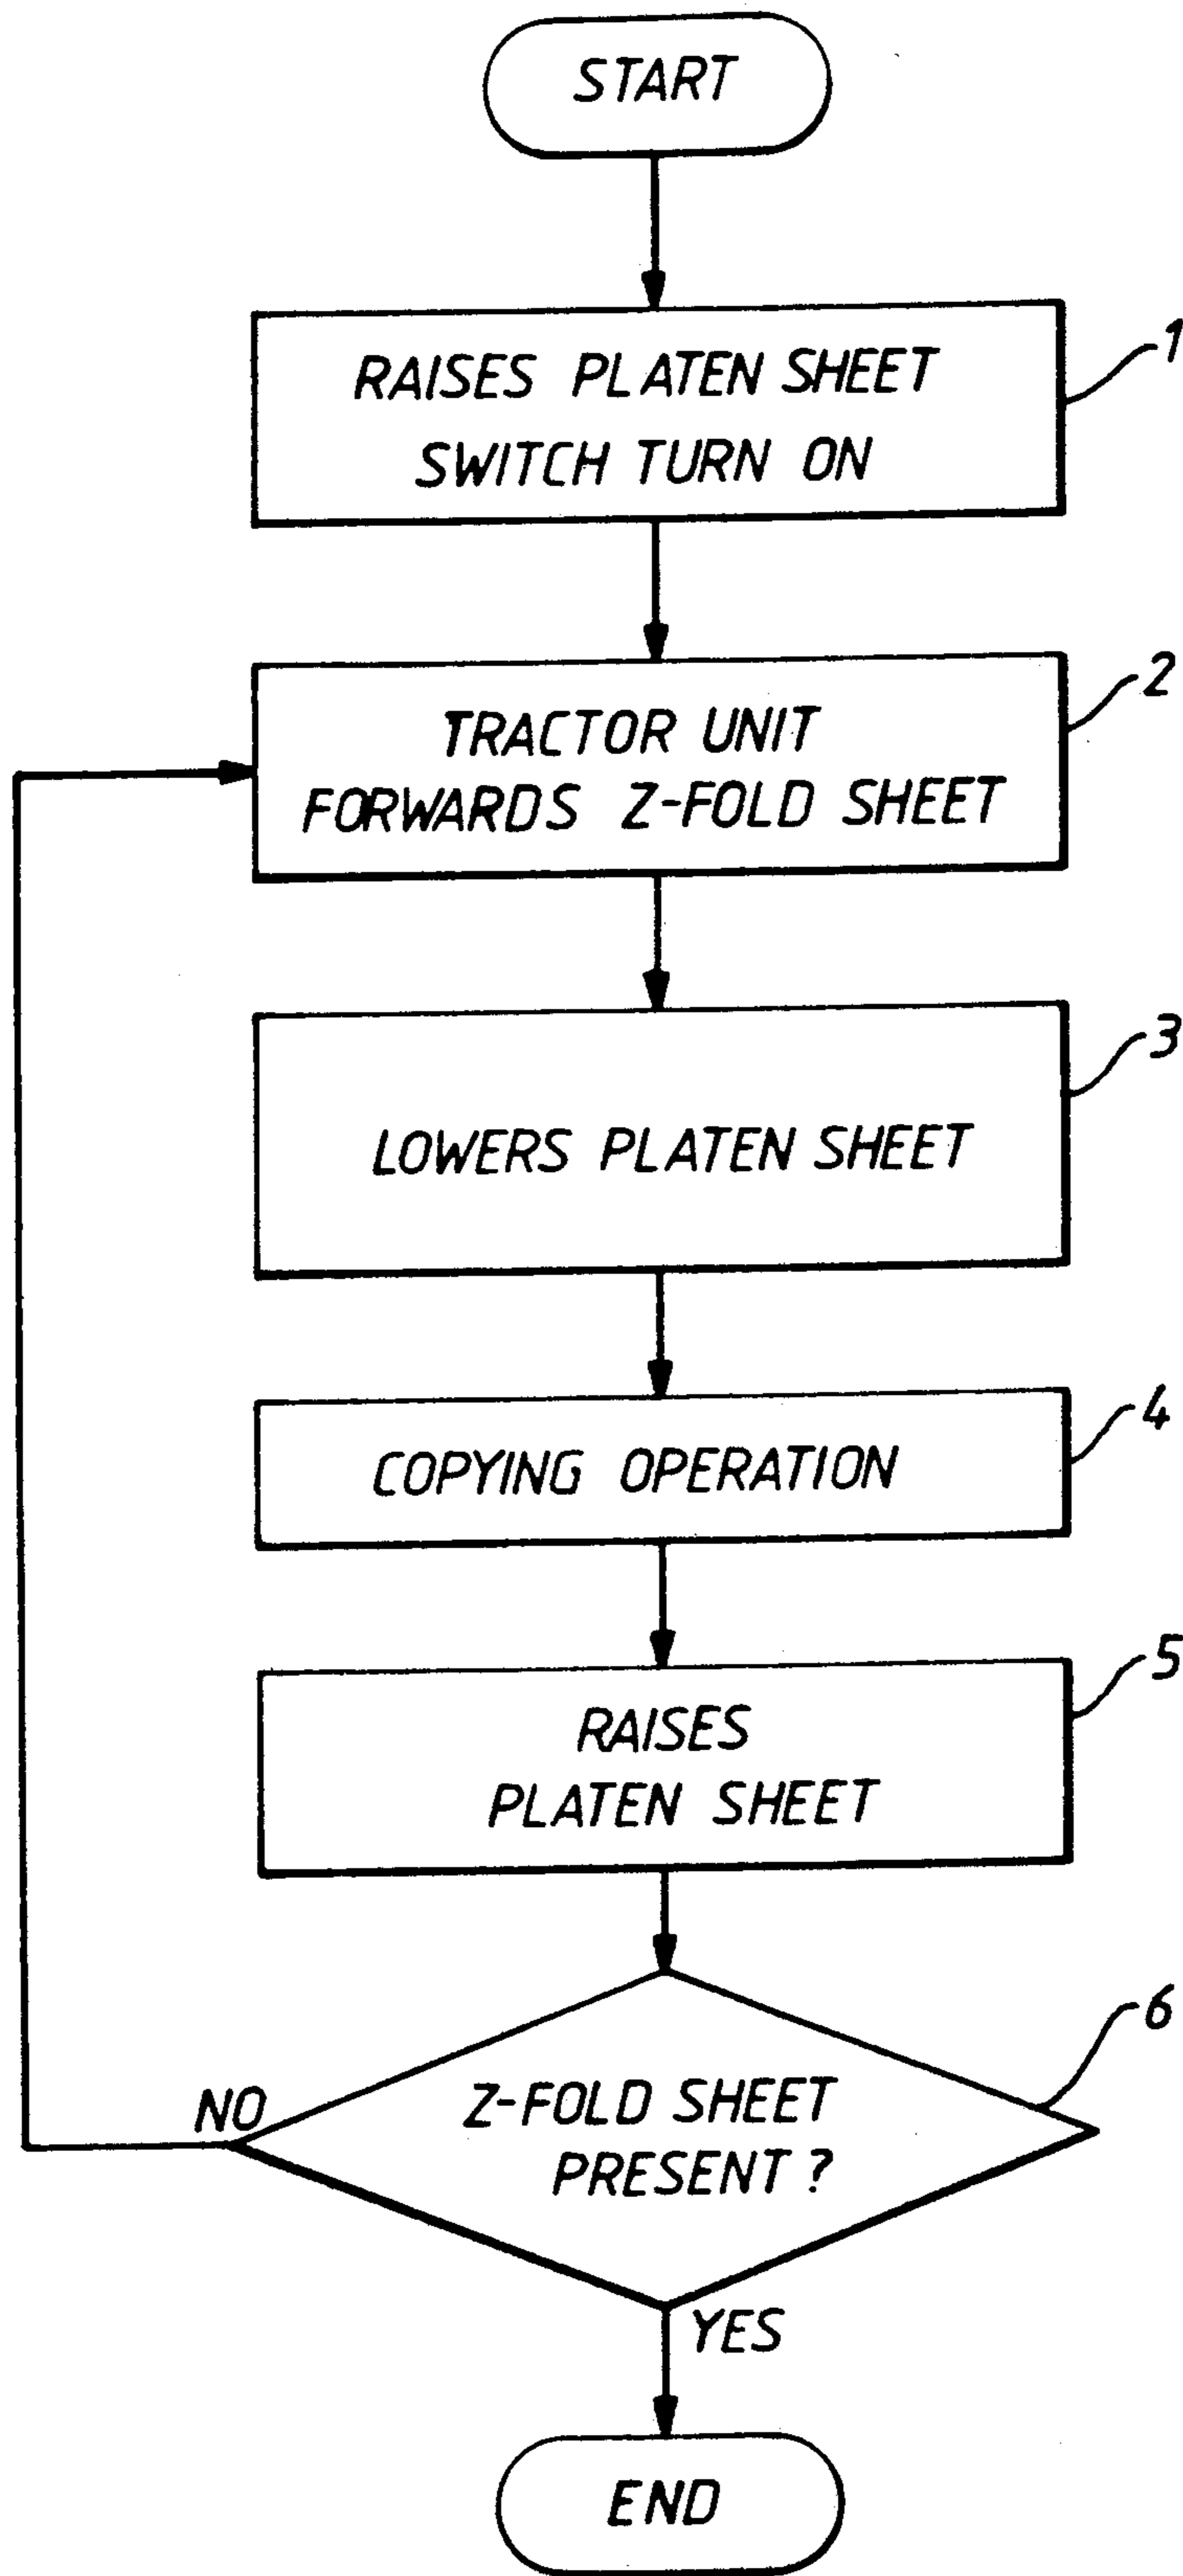 START
RAISES PLATEN SHEET
SWITCH TURN ON
1
TRACTOR UNIT
FORWARDS Z-FOLD SHEET
2
LOWERS PLATEN SHEET
3
COPYING OPERATION
4
RAISES
PLATEN SHEET
5
Z-FOLD SHEET
PRESENT?
6
NO
YES
END